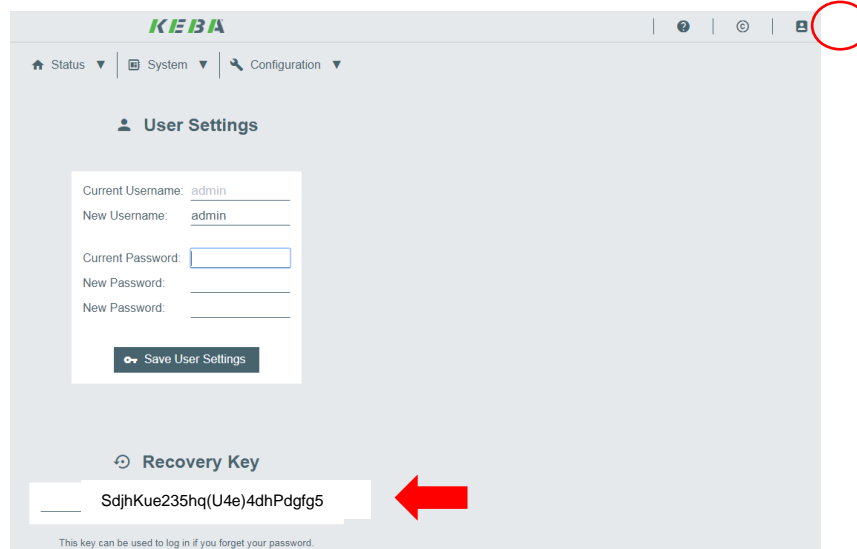 KEBA
Status ▼ System ▼ Configuration ▼
User Settings
Current Username: admin
New Username: admin
Current Password:
New Password:
New Password:
Save User Settings
Recovery Key
SdjhKue235hq(U4e)4dhPdgfg5
This key can be used to log in if you forget your password.